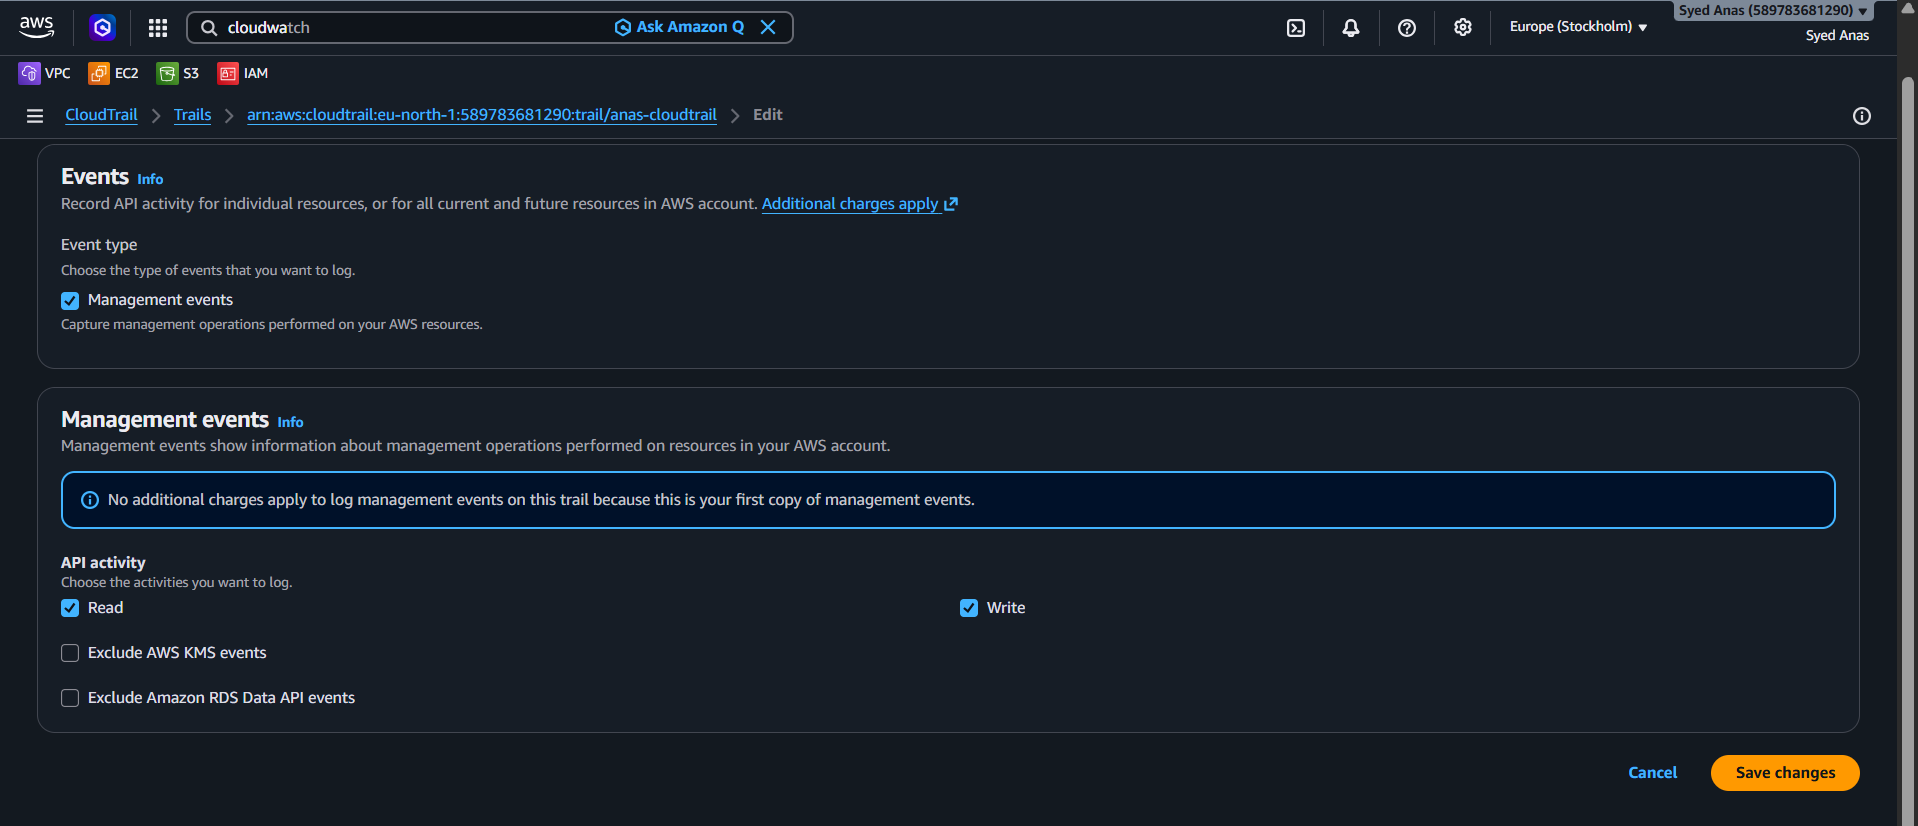 aws
cloudwatch
Ask Amazon Q
Europe (Stockholm)
Syed Anas (589783681290)
Syed Anas
VPC
EC2
S3
IAM
CloudTrail > Trails > arn:aws:cloudtrail:eu-north-1:589783681290:trail/anas-cloudtrail > Edit
Events Info
Record API activity for individual resources, or for all current and future resources in AWS account. Additional charges apply
Event type
Choose the type of events that you want to log.
Management events
Capture management operations performed on your AWS resources.
Management events Info
Management events show information about management operations performed on resources in your AWS account.
No additional charges apply to log management events on this trail because this is your first copy of management events.
API activity
Choose the activities you want to log.
Read
Write
Exclude AWS KMS events
Exclude Amazon RDS Data API events
Cancel
Save changes